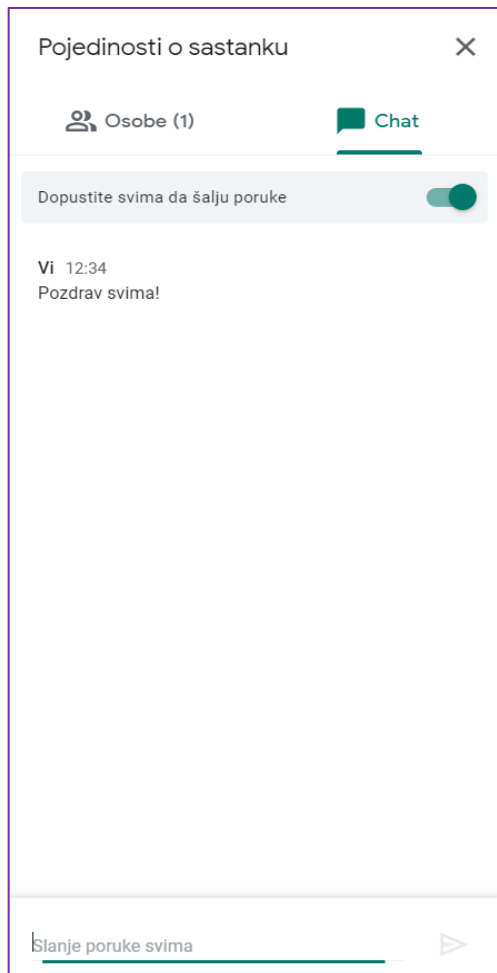 Pojedinosti o sastanku
Osobe (1)
Chat
Dopustite svima da šalju poruke
Vi 12:34
Pozdrav svima!
Slanje poruke svima